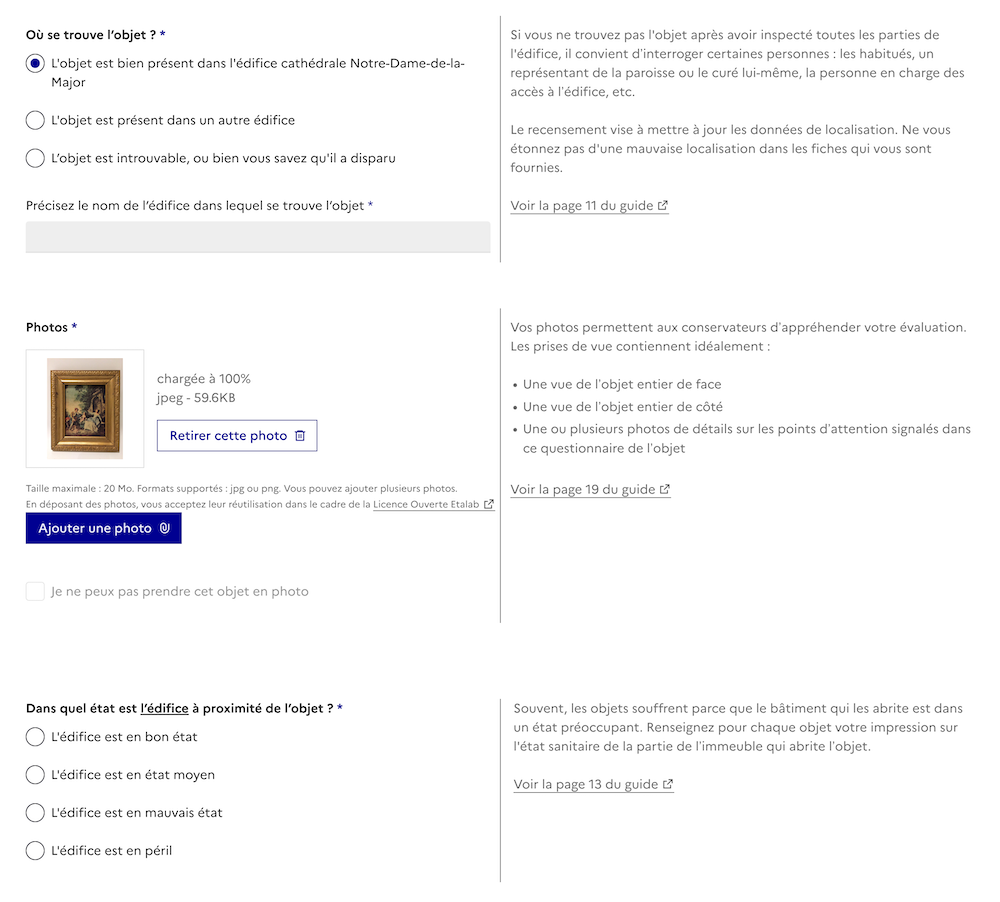 Où se trouve l’objet ? *
L'objet est bien présent dans l'édifice cathédrale Notre-Dame-de-la-
Major
L'objet est présent dans un autre édifice
L’objet est introuvable, ou bien vous savez qu'il a disparu
Précisez le nom de l’édifice dans lequel se trouve l’objet *
Si vous ne trouvez pas l'objet après avoir inspecté toutes les parties de
l'édifice, il convient d’interroger certaines personnes : les habitués, un
représentant de la paroisse ou le curé lui-même, la personne en charge des
accès à l’édifice, etc.
Le recensement vise à mettre à jour les données de localisation. Ne vous
étonnez pas d'une mauvaise localisation dans les fiches qui vous sont
fournies.
Voir la page 11 du guide
Photos *
chargée à 100%
jpeg - 59.6KB
Retirer cette photo
Taille maximale : 20 Mo. Formats supportés : jpg ou png. Vous pouvez ajouter plusieurs photos.
En déposant des photos, vous acceptez leur réutilisation dans le cadre de la Licence Ouverte Etalab
Ajouter une photo
Je ne peux pas prendre cet objet en photo
Vos photos permettent aux conservateurs d’appréhender votre évaluation.
Les prises de vue contiennent idéalement :
• Une vue de l’objet entier de face
• Une vue de l’objet entier de côté
• Une ou plusieurs photos de détails sur les points d’attention signalés dans
ce questionnaire de l’objet
Voir la page 19 du guide
Dans quel état est l’édifice à proximité de l’objet ? *
L'édifice est en bon état
L'édifice est en état moyen
L'édifice est en mauvais état
L'édifice est en péril
Souvent, les objets souffrent parce que le bâtiment qui les abrite est dans
un état préoccupant. Renseignez pour chaque objet votre impression sur
l'état sanitaire de la partie de l’immeuble qui abrite l’objet.
Voir la page 13 du guide